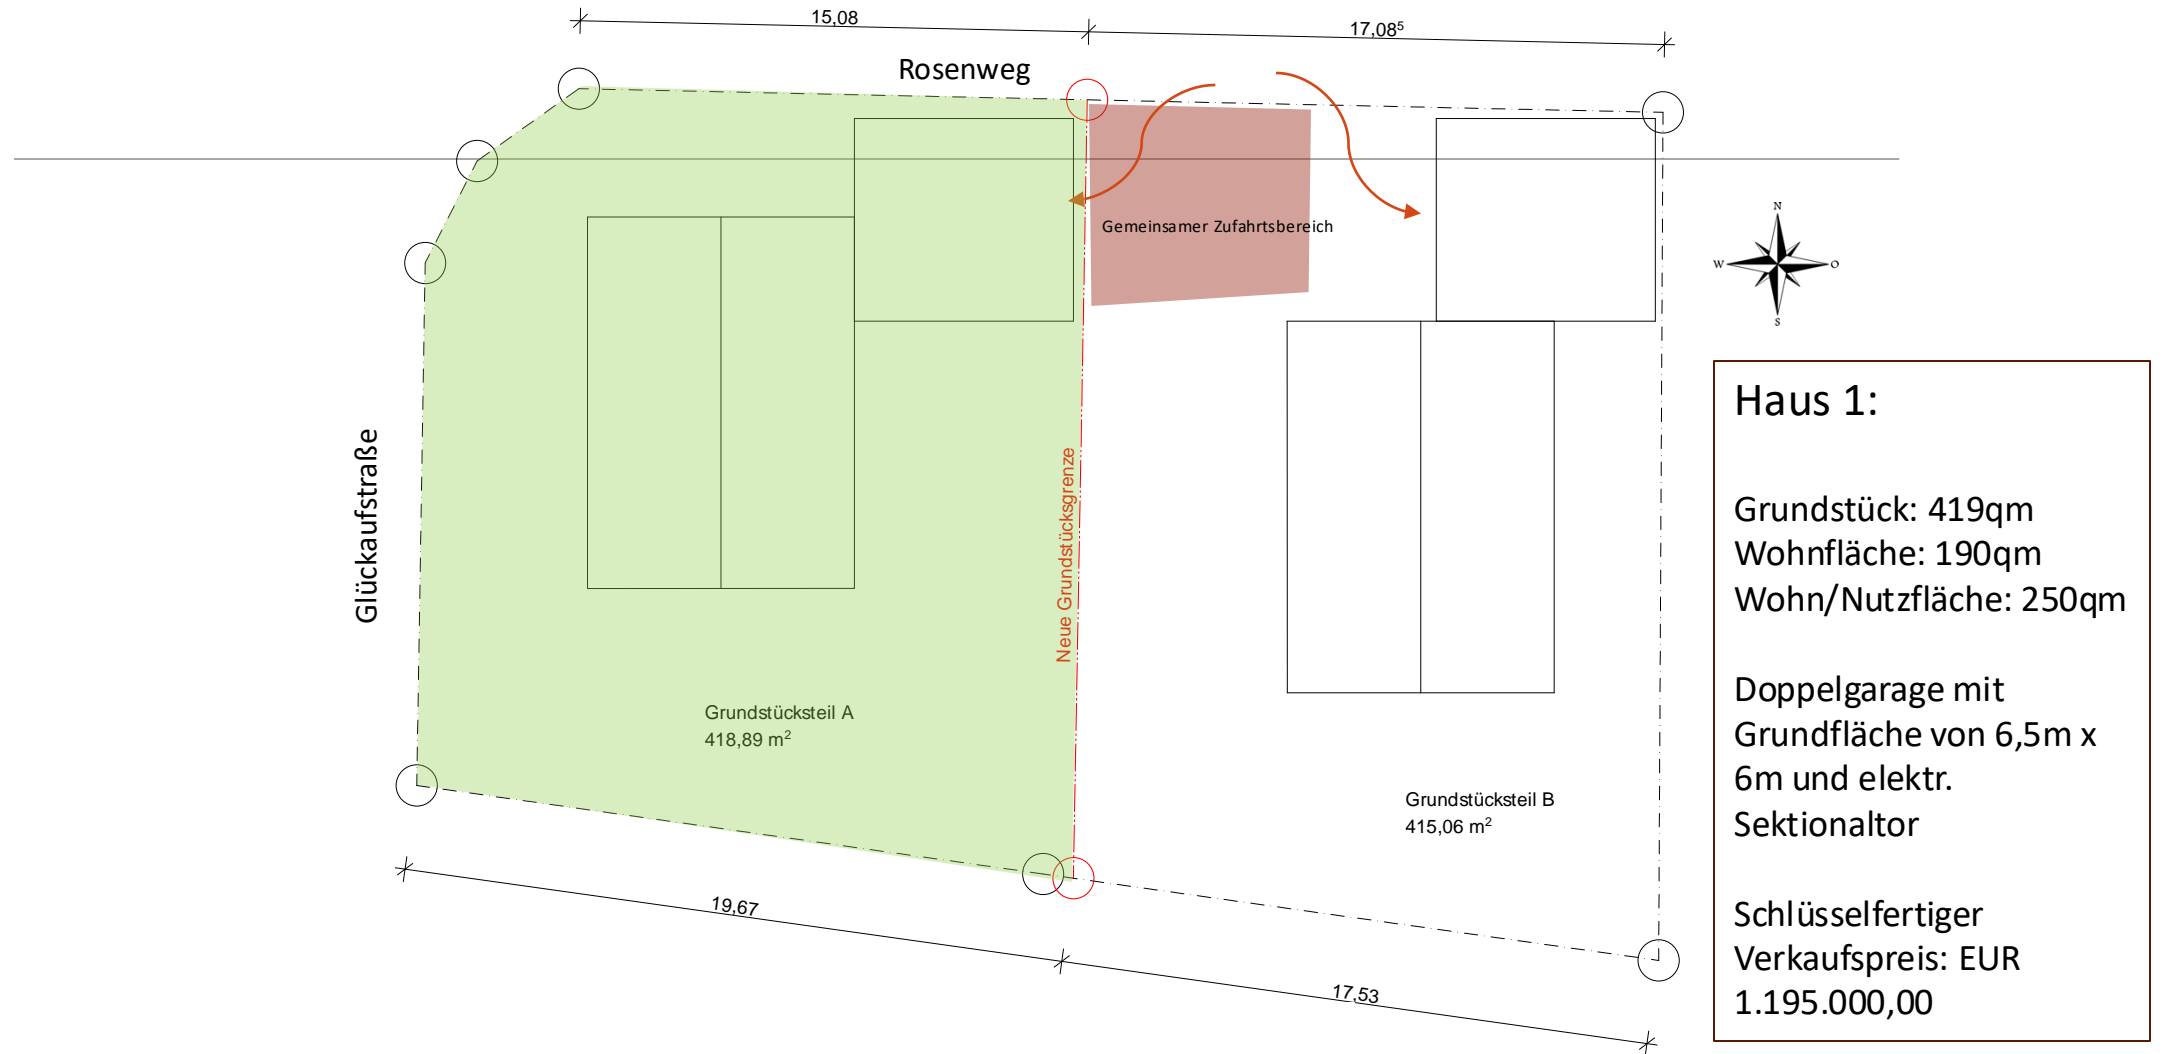 15,08
17,08⁵
Rosenweg
Gemeinsamer Zufahrtsbereich
N
W
O
S
Glückaufstraße
Neue Grundstücksgrenze
Grundstücksteil A
418,89 m²
Grundstücksteil B
415,06 m²
19,67
17,53
Haus 1:
Grundstück: 419qm
Wohnfläche: 190qm
Wohn/Nutzfläche: 250qm
Doppelgarage mit
Grundfläche von 6,5m x
6m und elektr.
Sektionaltor
Schlüsselfertiger
Verkaufspreis: EUR
1.195.000,00